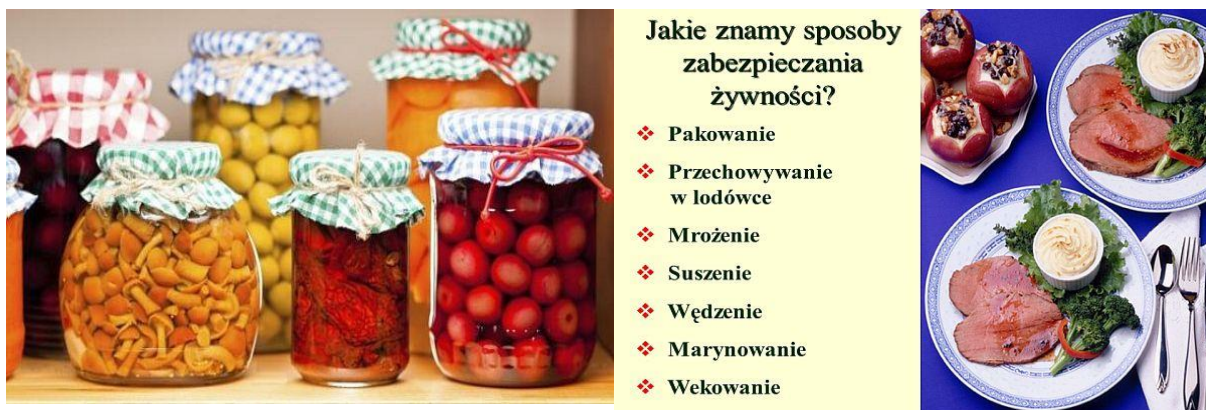 Jakie znamy sposoby
zabezpieczania
żywności?
❖ Pakowanie
❖ Przechowywanie
w lodówce
❖ Mrożenie
❖ Suszenie
❖ Wędzenie
❖ Marynowanie
❖ Wekowanie